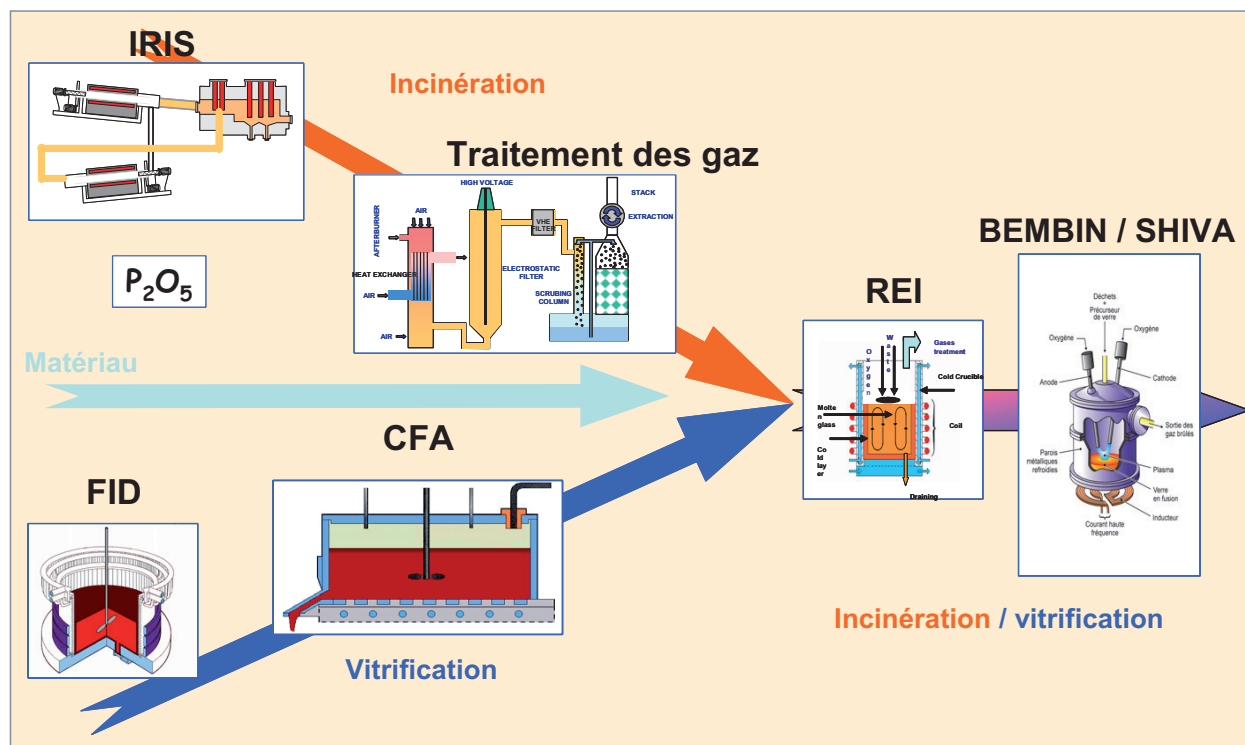 IRIS
Incinération
Traitement des gaz
HIGH VOLTAGE
STACK
AIR
AFTERBURNER
VHE
FILTER
EXTRACTION
HEAT EXCHANGER
ELECTROSTATIC
FILTER
AIR
SCRUBING
COLUMN
AIR
P₂O₅
Matériau
BEMBIN / SHIVA
Déchets
+
Précurseur
de verre
Oxygène
Oxygène
Anode
Cathode
Sortie des
gaz brûlés
Parois
métalliques
refroidies
Plasma
Verre
en fusion
Inducteur
Courant haute
fréquence
REI
Oxygen
Waste
Gases
treatment
Cold Crucible
Molte
n
glass
Coil
Co
ld
lay
er
Draining
CFA
FID
Vitrification
Incinération / vitrification